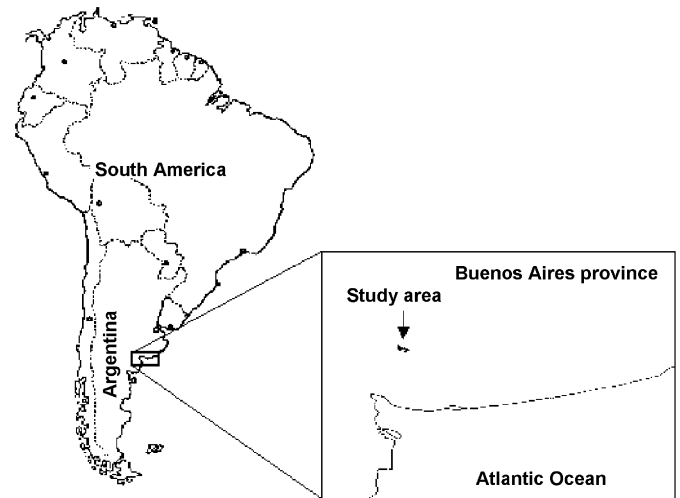 South America
Argentina
Buenos Aires province
Study area
Atlantic Ocean